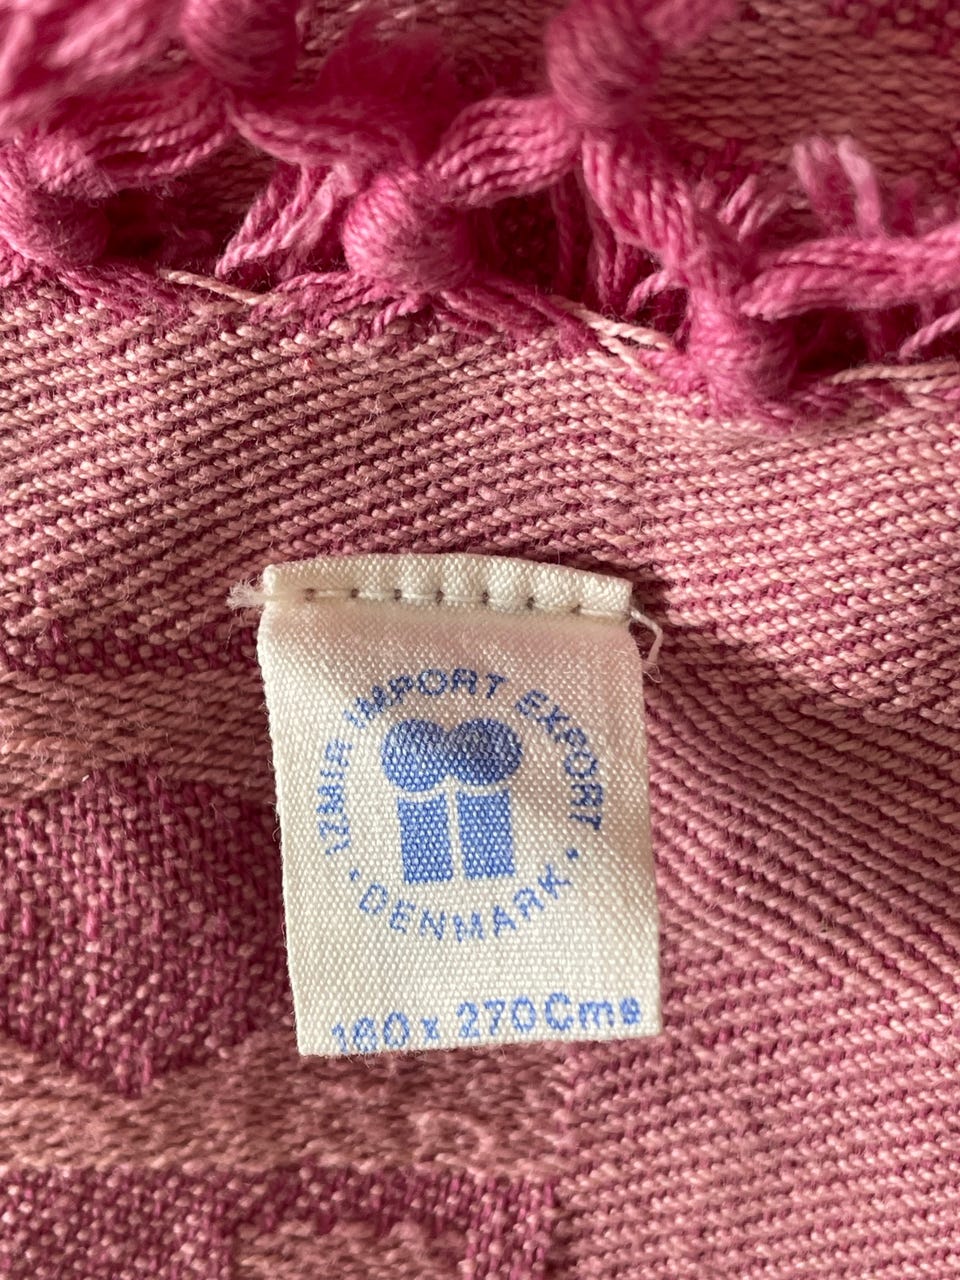 IZMIR IMPORT EXPORT
• DENMARK •
160 x 270 Cms